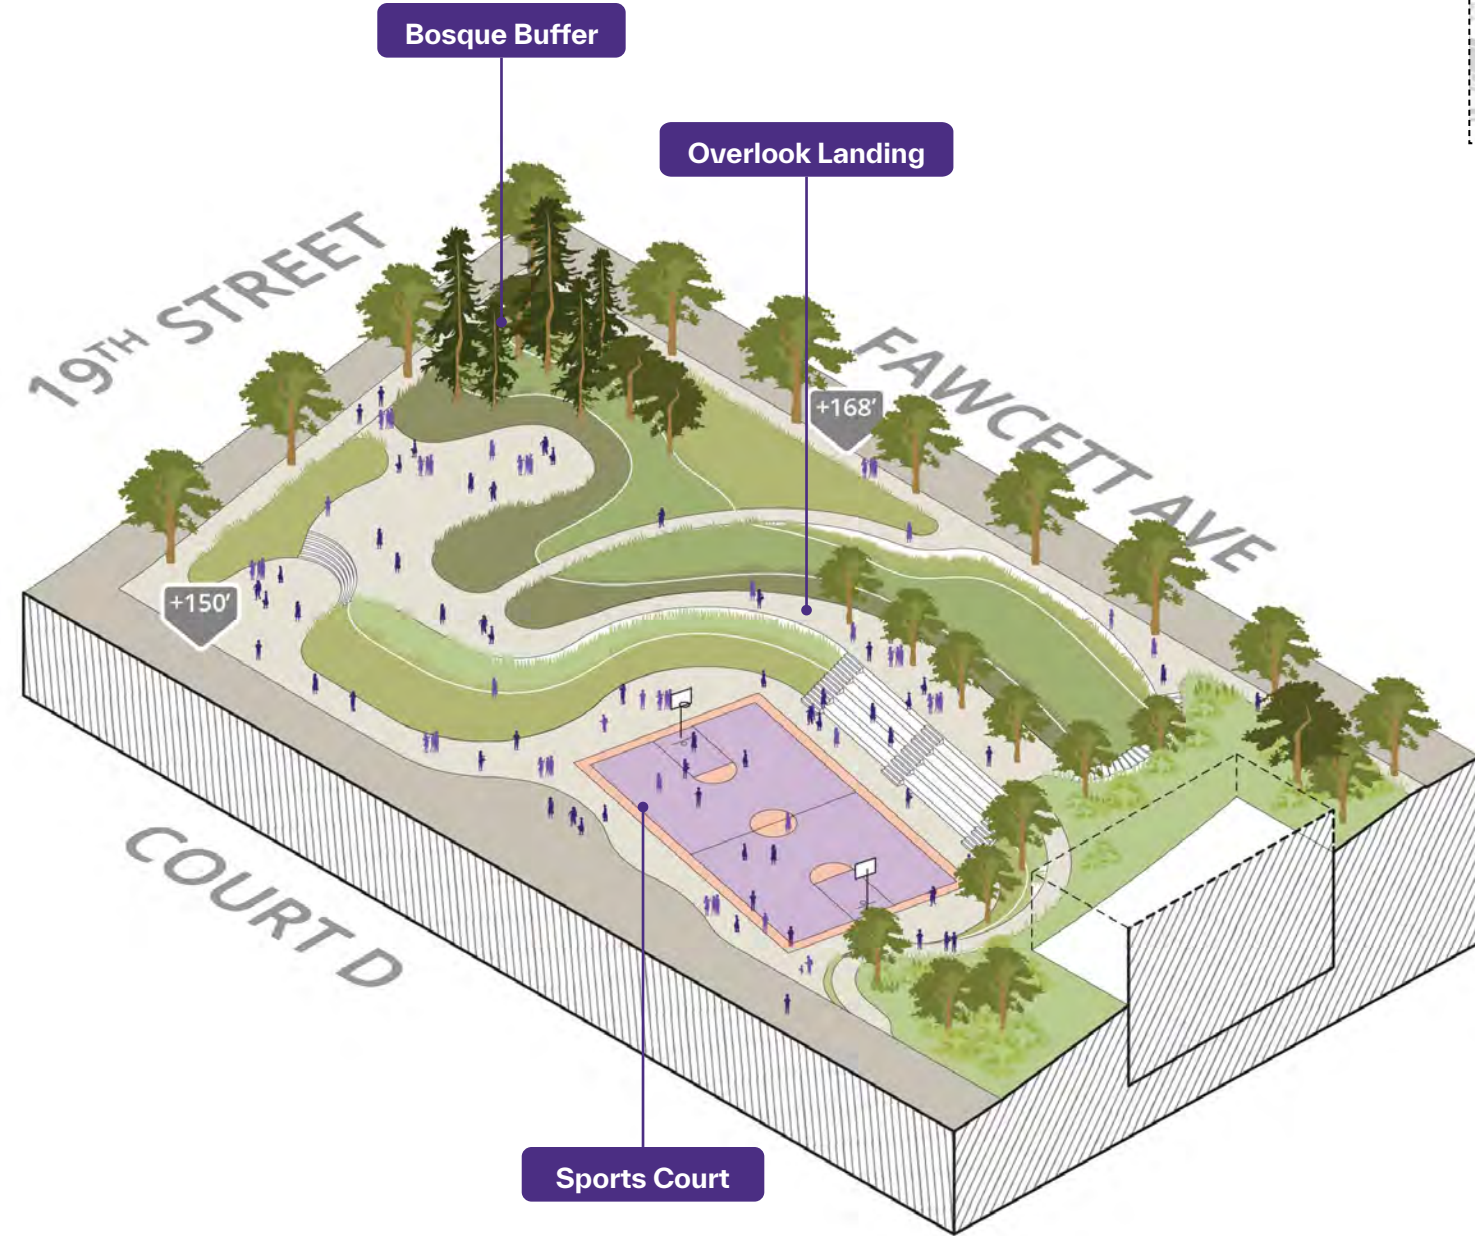 Bosque Buffer
Overlook Landing
19TH STREET
FAWCETT AVE
+168'
+150'
COURT D
Sports Court